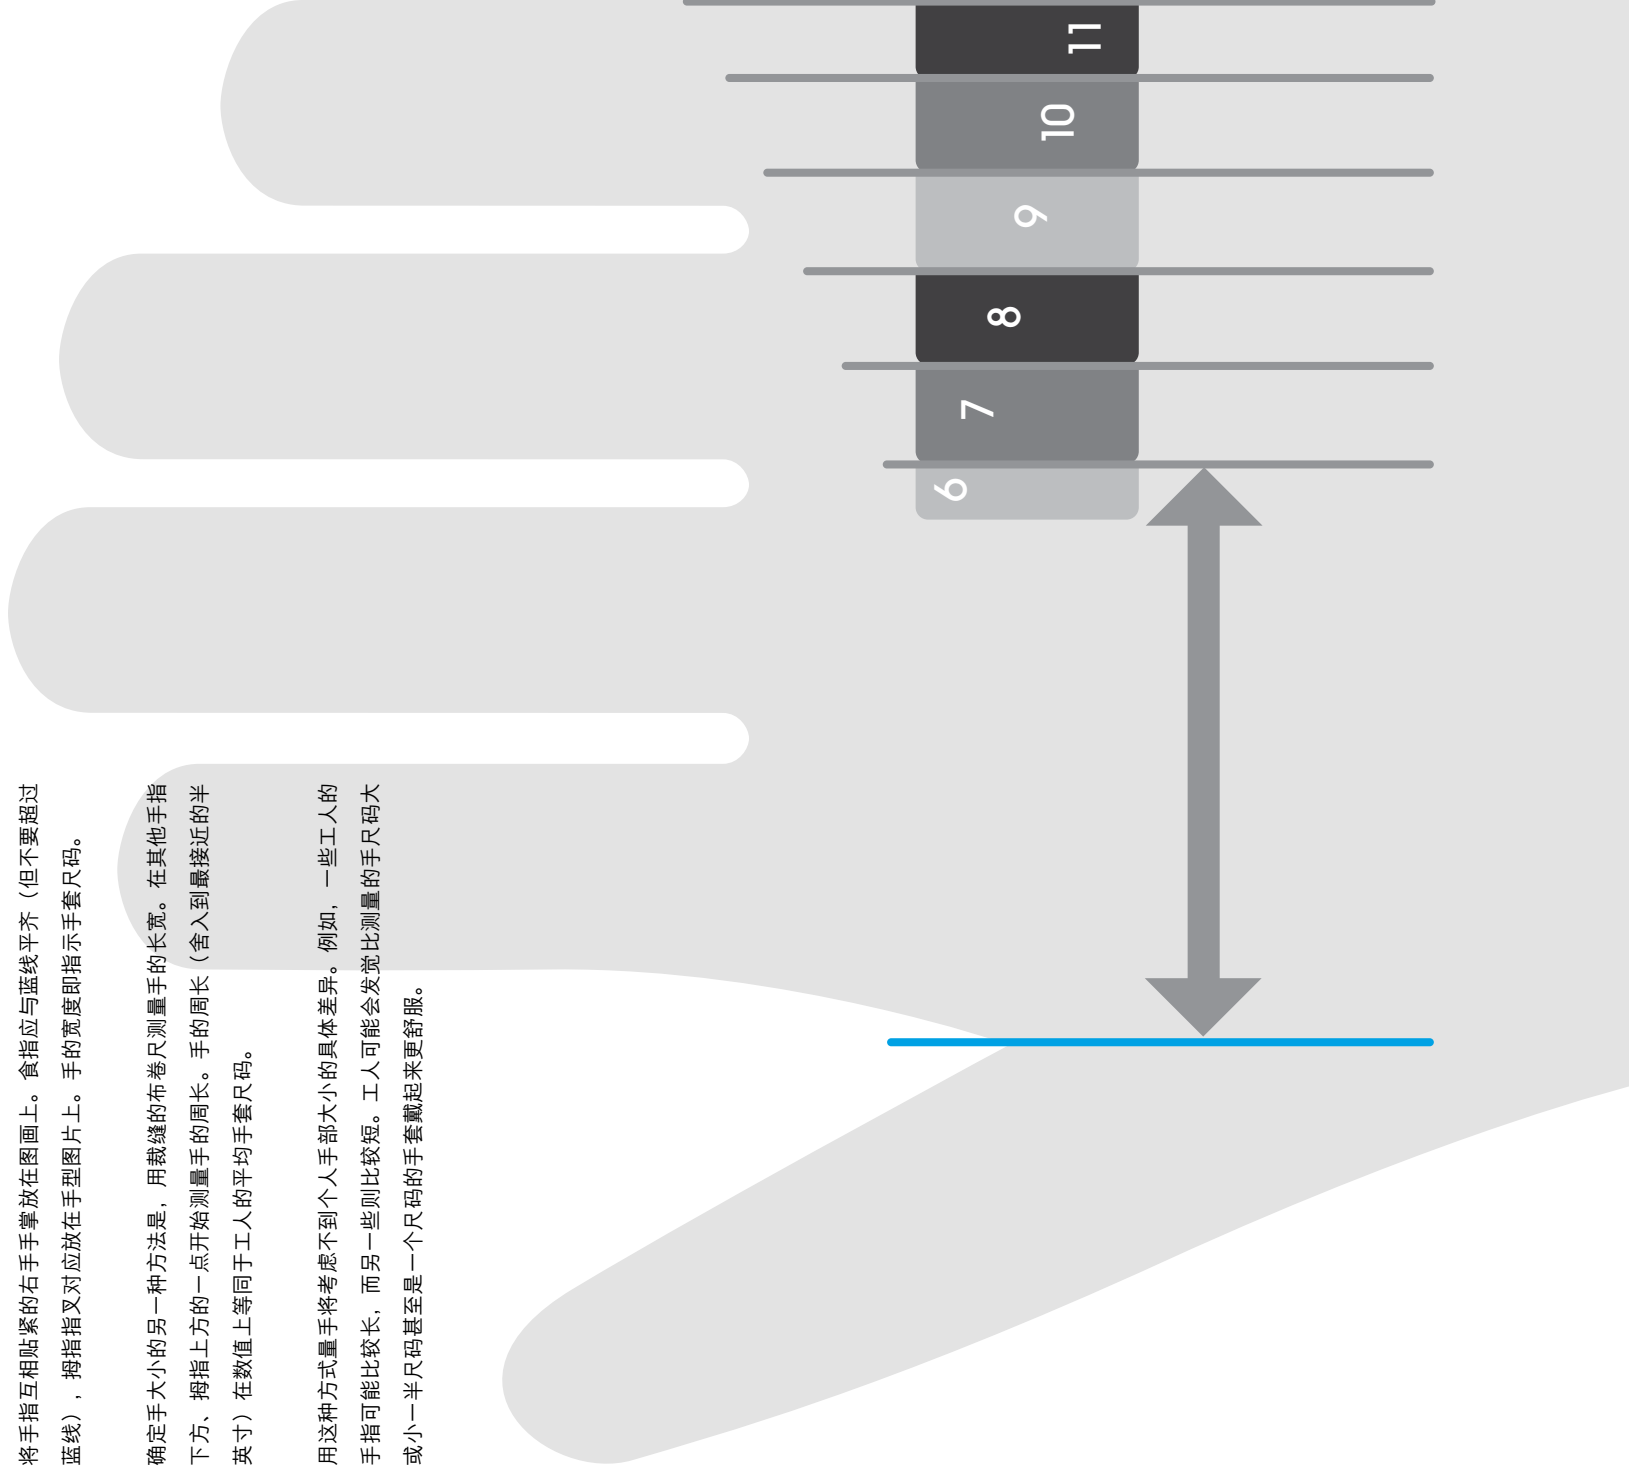 将手指互相贴紧的右手手掌放在图画上。食指应与蓝线平齐（但不要超过
蓝线），拇指指叉对应放在手型图片上。手的宽度即指示手套尺码。
确定手大小的另一种方法是，用裁缝的布卷尺测量手的长宽。在其他手指
下方、拇指上方的一点开始测量手的周长。手的周长（舍入到最接近的半
英寸）在数值上等同于工人的平均手套尺码。
用这种方式量手将考虑不到个人手部大小的具体差异。例如，一些工人的
手指可能比较长，而另一些则比较短。工人可能会发觉比测量的手尺码大
或小一半尺码甚至是一个尺码的手套戴起来更舒服。
6
7
8
9
10
11